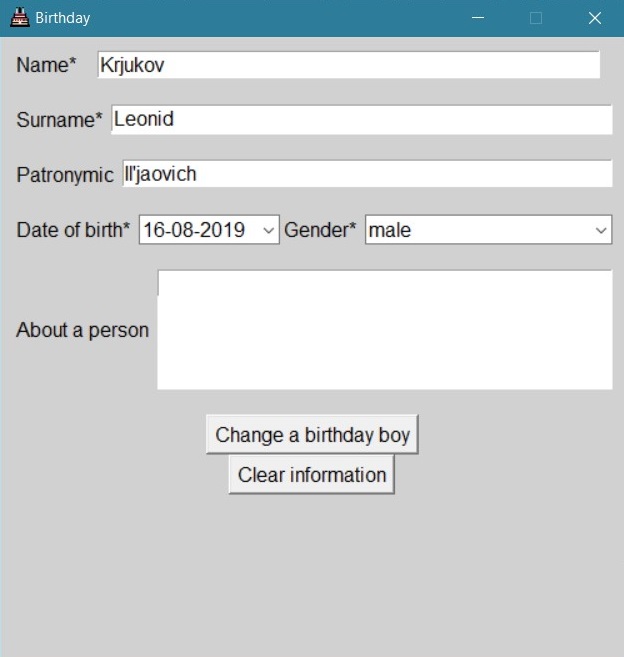 Birthday
Name* Krjukov
Surname* Leonid
Patronymic Il'jaovich
Date of birth* 16-08-2019 Gender* male
About a person
Change a birthday boy
Clear information